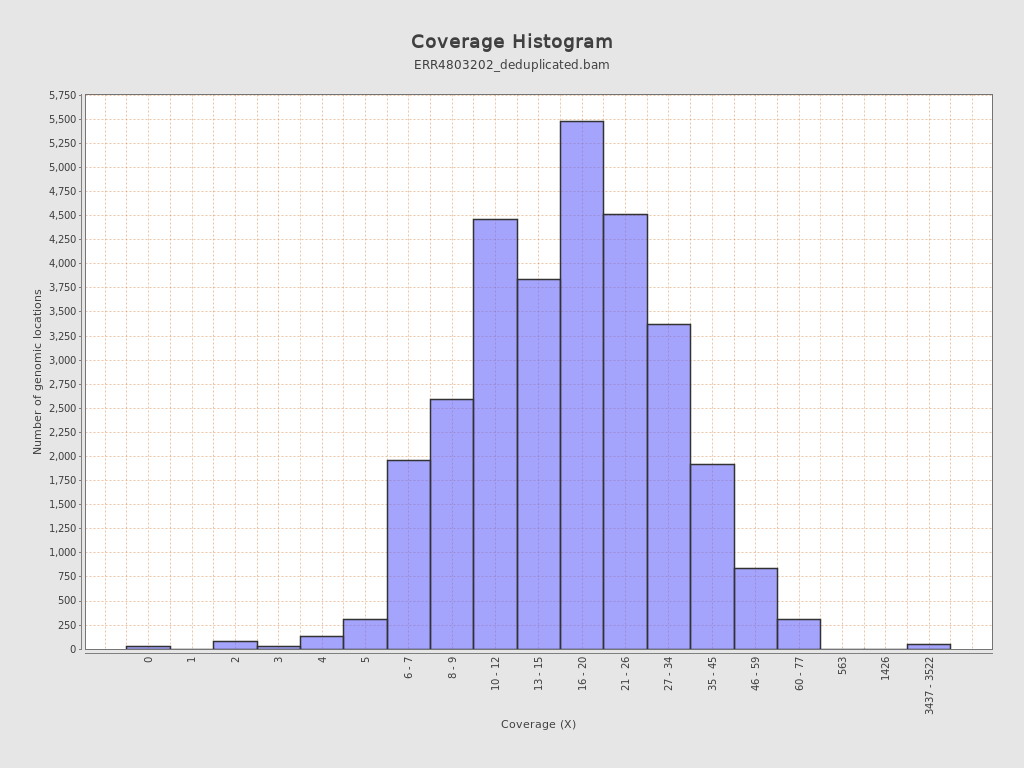 Coverage Histogram
ERR4803202_deduplicated.bam
Number of genomic locations
5,750
5,500
5,250
5,000
4,750
4,500
4,250
4,000
3,750
3,500
3,250
3,000
2,750
2,500
2,250
2,000
1,750
1,500
1,250
1,000
750
500
250
0
0
1
2
3
4
5
6 - 7
8 - 9
10 - 12
13 - 15
16 - 20
21 - 26
27 - 34
35 - 45
46 - 59
60 - 77
563
1426
3437 - 3522
Coverage (X)